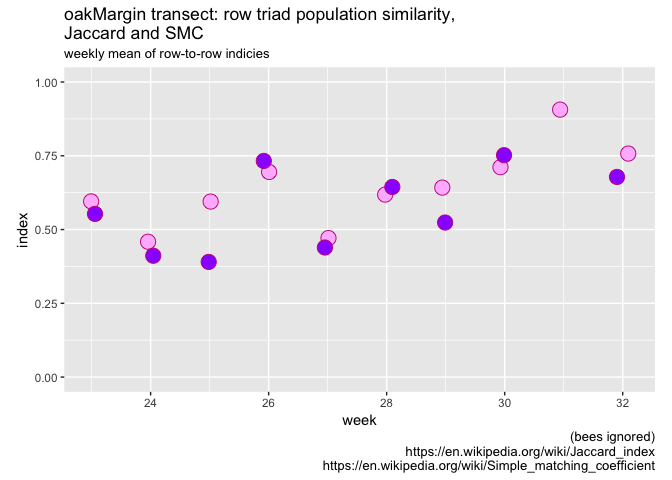 oakMargin transect: row triad population similarity,
Jaccard and SMC
weekly mean of row-to-row indicies
1.00
0.75
0.50
0.25
0.00
index
24 26 28 30 32
week
(bees ignored)
https://en.wikipedia.org/wiki/Jaccard_index
https://en.wikipedia.org/wiki/Simple_matching_coefficient